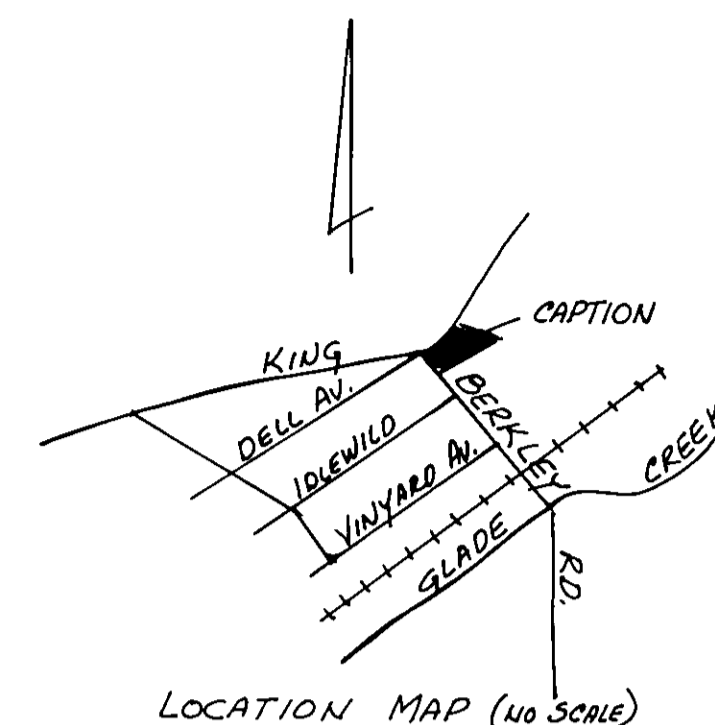 CAPTION
KING
BERKLEY
DELL AV.
IDLEWILD
VINYARD AV.
CREEK
GLADE
RD.
LOCATION MAP (NO SCALE)